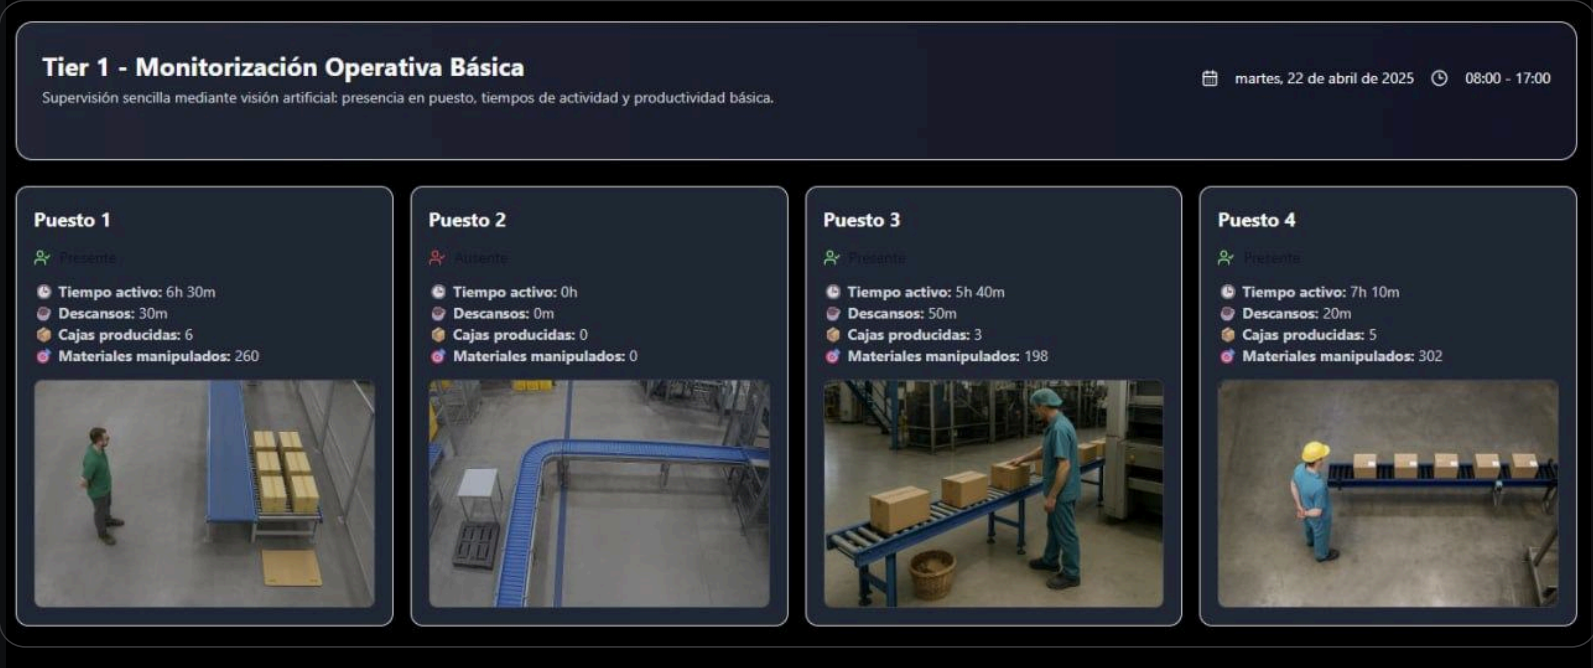 Tier 1 - Monitorización Operativa Básica
Supervisión sencilla mediante visión artificial: presencia en puesto, tiempos de actividad y productividad básica.
martes, 22 de abril de 2025 08:00 - 17:00
Puesto 1
Presente
Tiempo activo: 6h 30m
Descansos: 30m
Cajas producidas: 6
Materiales manipulados: 260
Puesto 2
Ausente
Tiempo activo: 0h
Descansos: 0m
Cajas producidas: 0
Materiales manipulados: 0
Puesto 3
Presente
Tiempo activo: 5h 40m
Descansos: 50m
Cajas producidas: 3
Materiales manipulados: 198
Puesto 4
Presente
Tiempo activo: 7h 10m
Descansos: 20m
Cajas producidas: 5
Materiales manipulados: 302